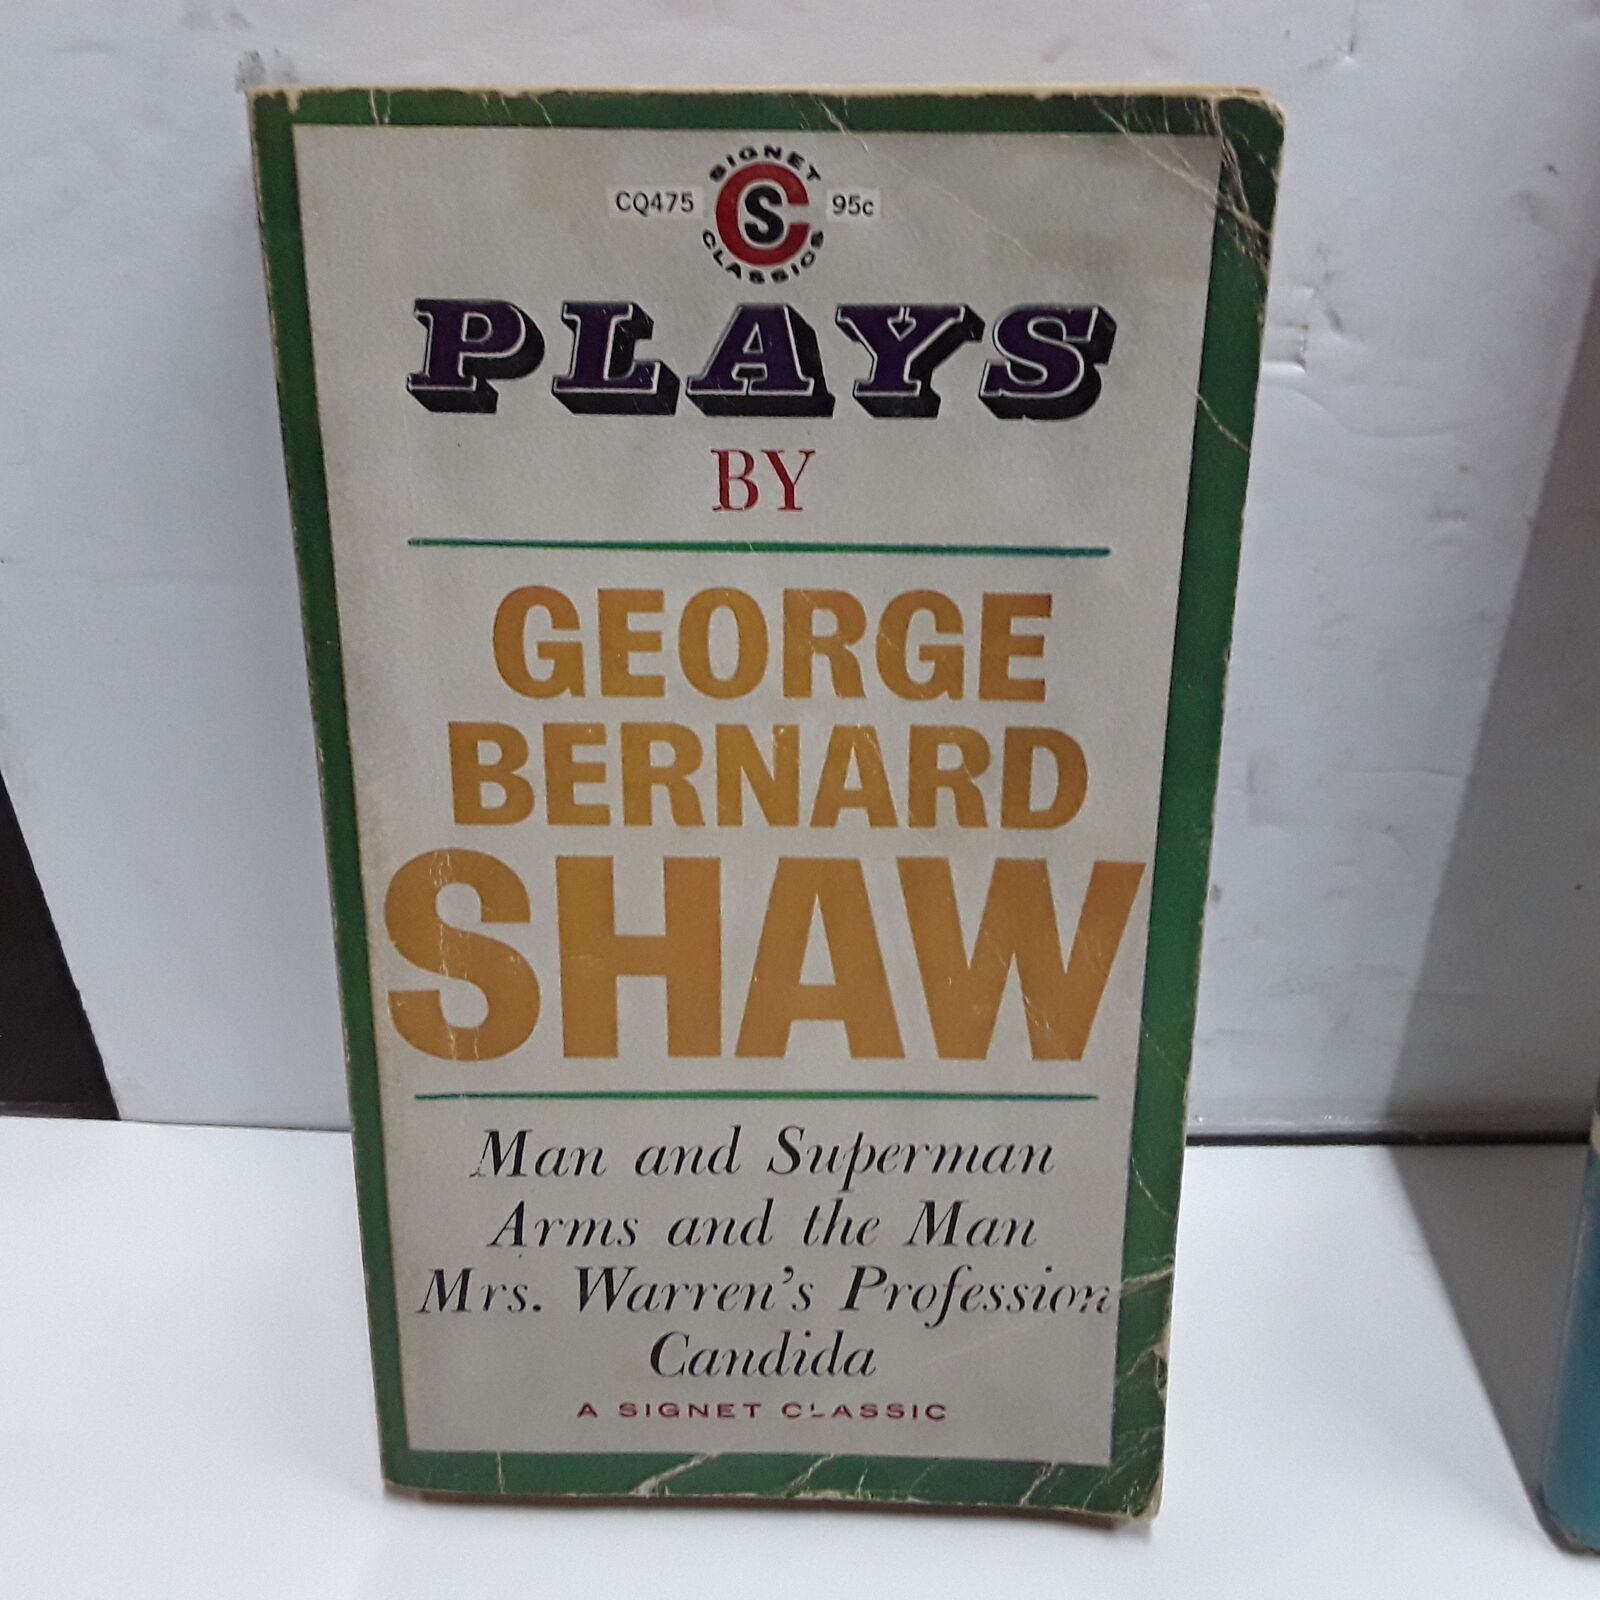 SIGNET
CQ475 CS 95c
CLASSICS
PLAYS
BY
GEORGE
BERNARD
SHAW
Man and Superman
Arms and the Man
Mrs. Warren's Profession
Candida
A SIGNET CLASSIC